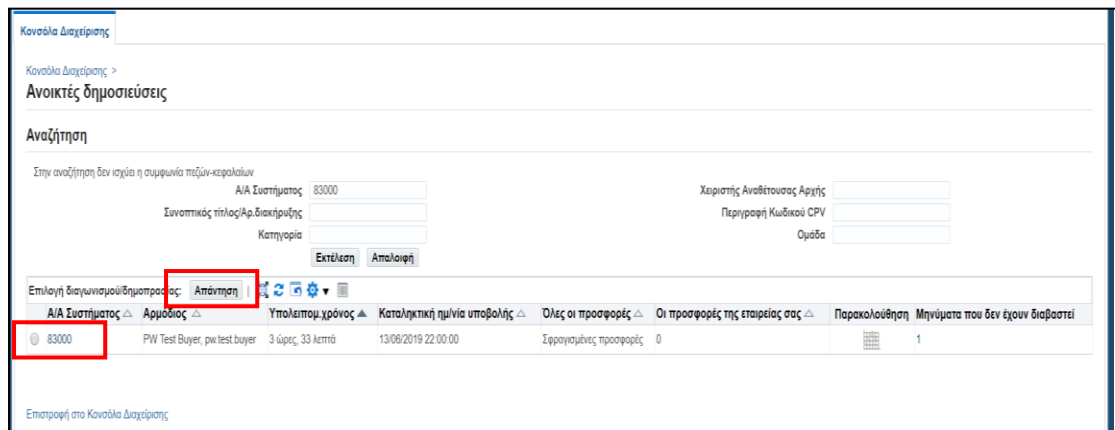 Κονσόλα Διαχείρισης
Κονσόλα Διαχείρισης >
Ανοικτές δημοσιεύσεις
Αναζήτηση
Στην αναζήτηση δεν ισχύει η συμφωνία πεζών-κεφαλαίων
Α/Α Συστήματος 83000 Χειριστής Αναθέτουσας Αρχής
Συνοπτικός τίτλος/Αρ.διακήρυξης Περιγραφή Κωδικού CPV
Κατηγορία Ομάδα
Εκτέλεση Απαλοιφή
Επιλογή διαγωνισμού/δημοπρασίας: Απάντηση
Α/Α Συστήματος Αρμόδιος Υπολειπομ.χρόνος Καταληκτική ημ/νία υποβολής Όλες οι προσφορές Οι προσφορές της εταιρείας σας Παρακολούθηση Μηνύματα που δεν έχουν διαβαστεί
83000 PW Test Buyer, pw.test.buyer 3 ώρες, 33 λεπτά 13/06/2019 22:00:00 Σφραγισμένες προσφορές 0 1
Επιστροφή στο Κονσόλα Διαχείρισης